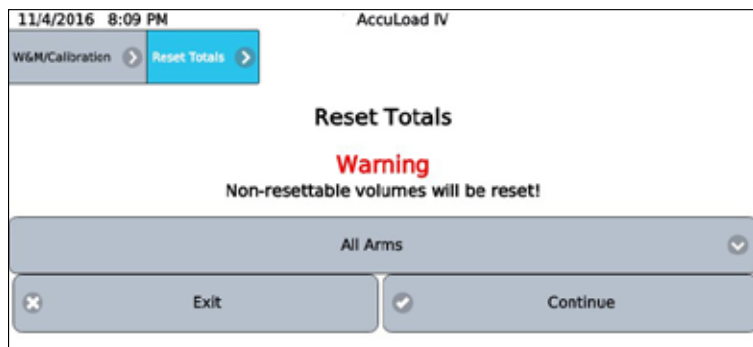 11/4/2016 8:09 PM AccuLoad IV
W&M/Calibration Reset Totals
Reset Totals
Warning
Non-resettable volumes will be reset!
All Arms
Exit Continue